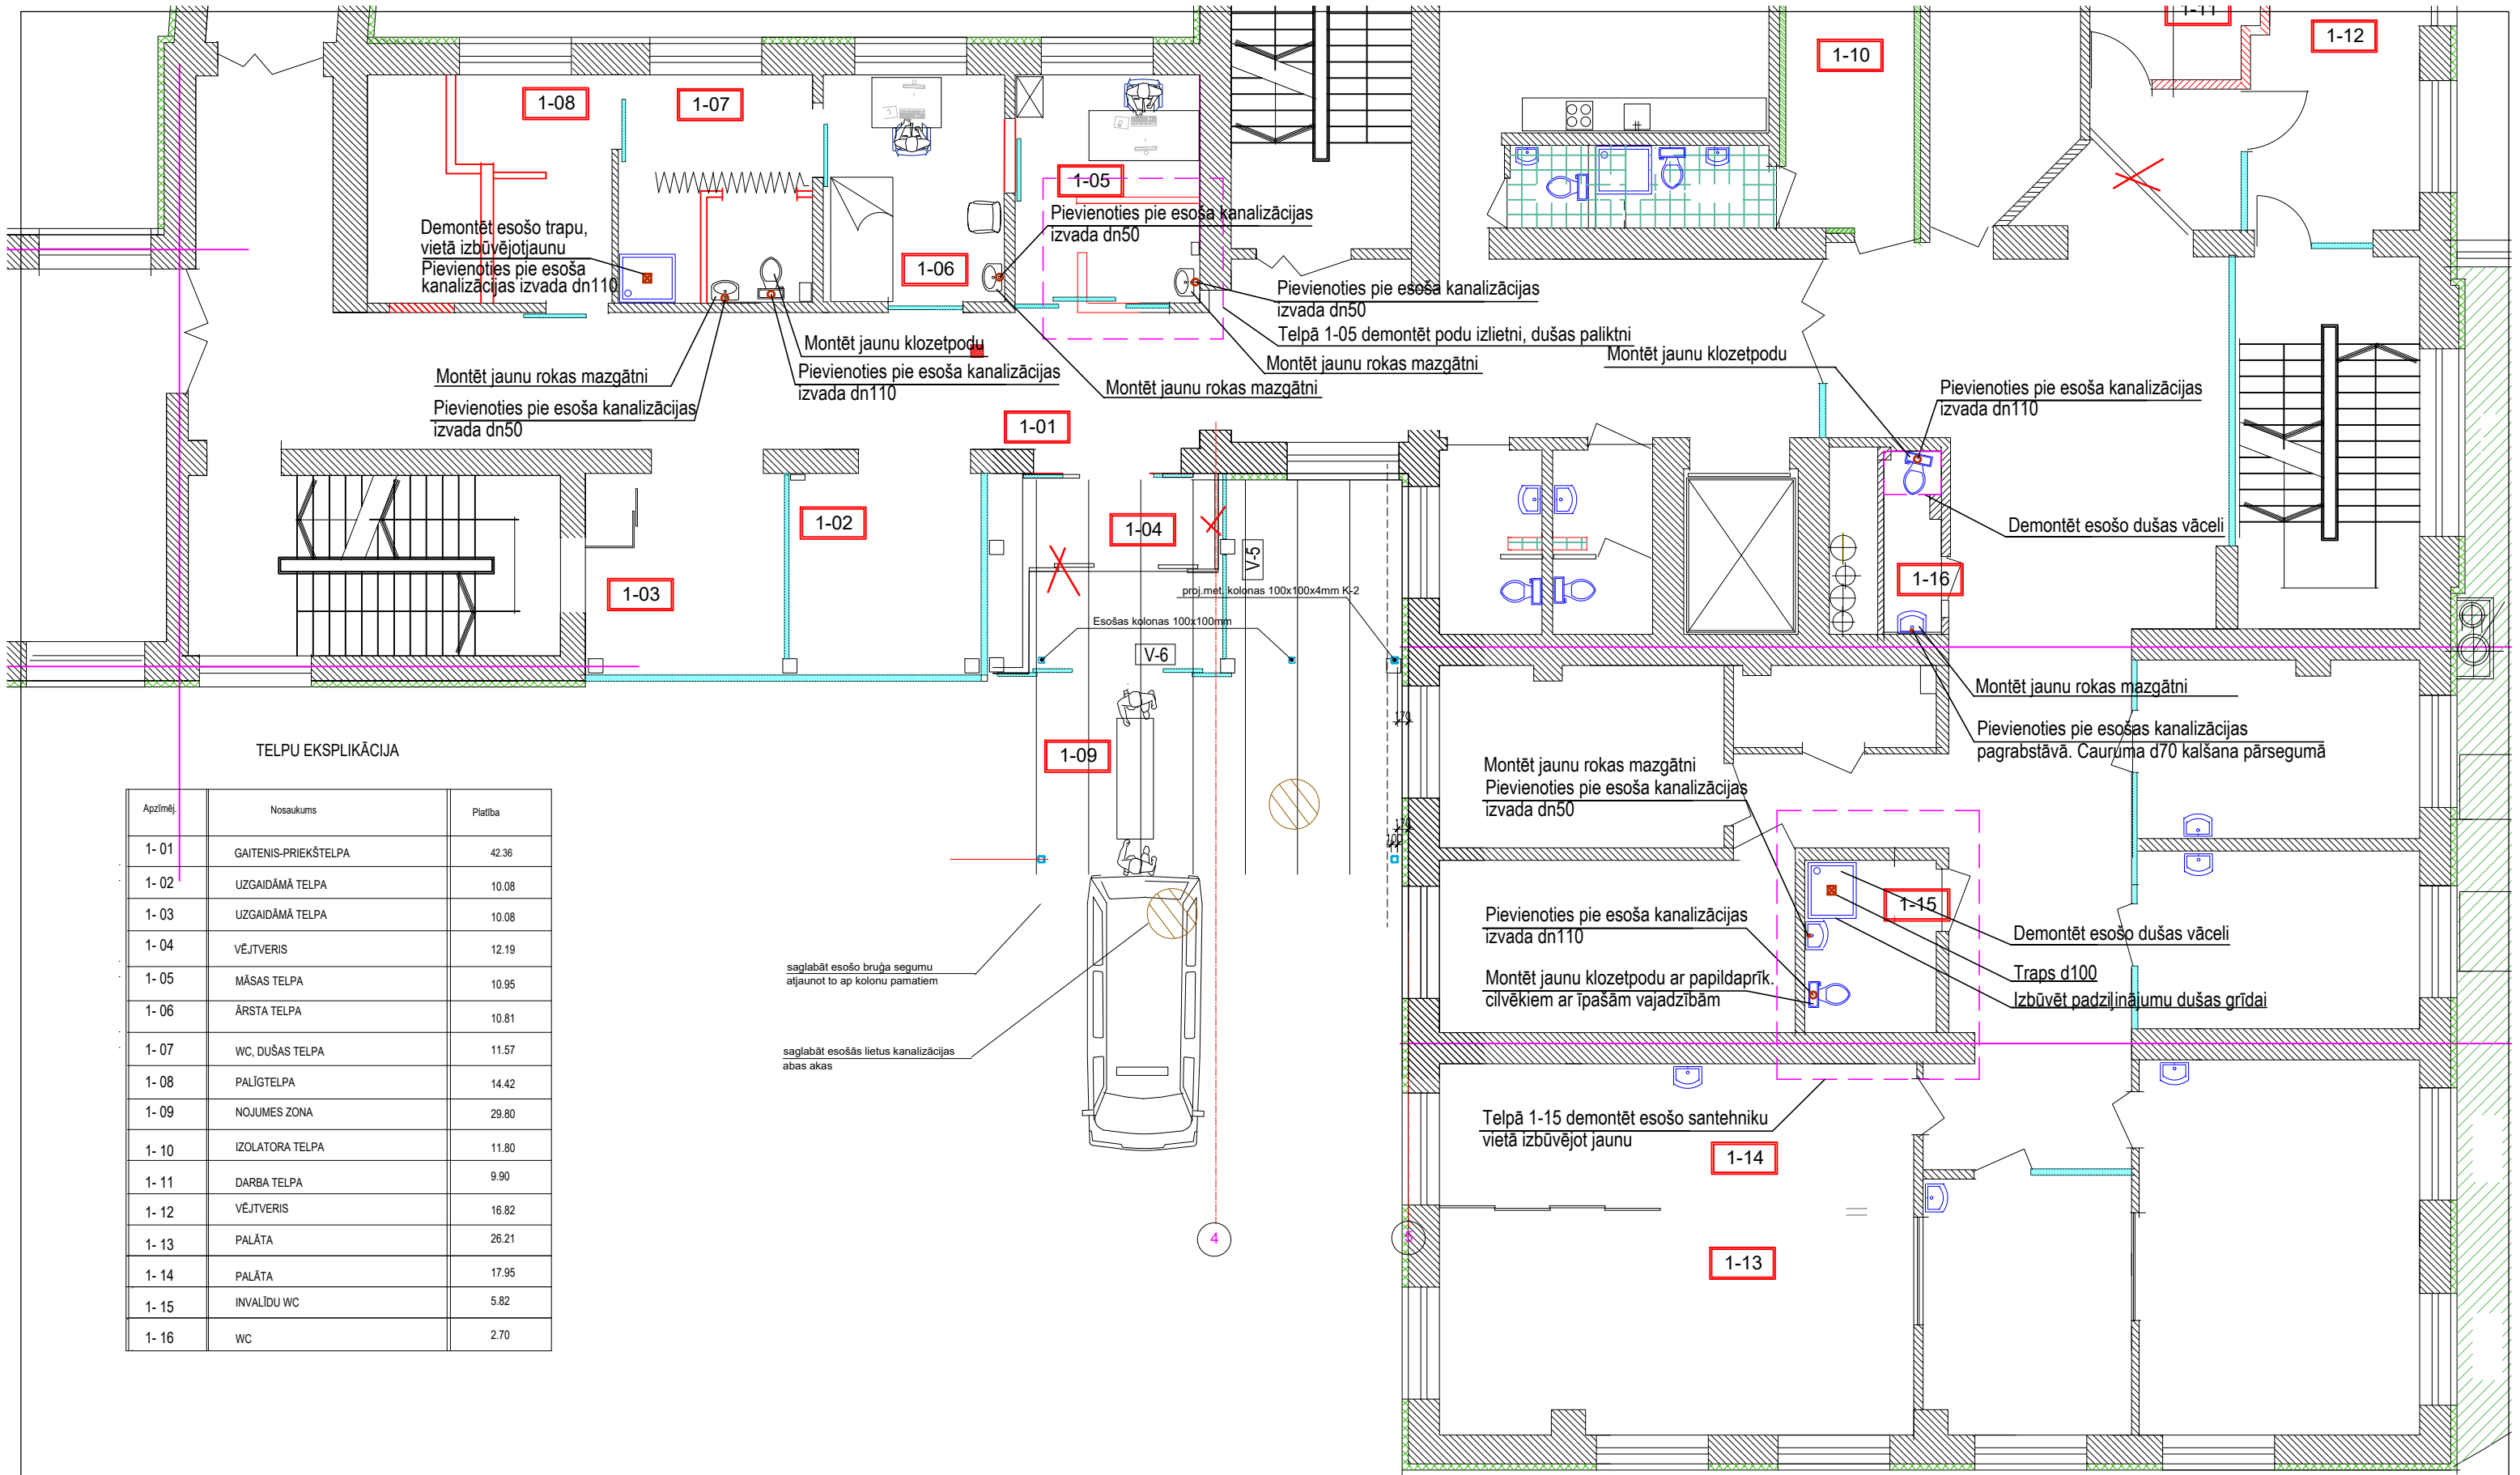 1-11
1-12
1-10
1-08
1-07
1-05
1-06
Demontēt esošo trapu,
vietā izbūvējotjaunu
Pievienoties pie esoša
kanalizācijas izvada dn110
Pievienoties pie esoša kanalizācijas
izvada dn50
Pievienoties pie esoša kanalizācijas
izvada dn50
Telpā 1-05 demontēt podu izlietni, dušas paliktni
Montēt jaunu klozetpodu
Montēt jaunu rokas mazgātni
Montēt jaunu klozetpodu
Pievienoties pie esoša kanalizācijas
izvada dn110
Montēt jaunu rokas mazgātni
Montēt jaunu rokas mazgātni
Pievienoties pie esoša kanalizācijas
izvada dn50
Pievienoties pie esoša kanalizācijas
izvada dn110
1-01
1-02
1-04
1-03
V-5
Demontēt esošo dušas vāceli
1-16
proj.met. kolonas 100x100x4mm K-2
Esošas kolonas 100x100mm
V-6
Montēt jaunu rokas mazgātni
Pievienoties pie esošas kanalizācijas
pagrabstāvā. Cauruma d70 kalšana pārsegumā
170
1-09
170
100
Montēt jaunu rokas mazgātni
Pievienoties pie esoša kanalizācijas
izvada dn50
1-15
Pievienoties pie esoša kanalizācijas
izvada dn110
Demontēt esošo dušas vāceli
Traps d100
Izbūvēt padziļinājumu dušas grīdai
Montēt jaunu klozetpodu ar papildaprīk.
cilvēkiem ar īpašām vajadzībām
saglabāt esošo bruģa segumu
atjaunot to ap kolonu pamatiem
saglabāt esošās lietus kanalizācijas
abas akas
Telpā 1-15 demontēt esošo santehniku
vietā izbūvējot jaunu
1-14
1-13
4
5
TELPU EKSPLIKĀCIJA
Apzīmēj. Nosaukums Platība
1- 01 GAITENIS-PRIEKŠTELPA 42.36
1- 02 UZGAIDĀMĀ TELPA 10.08
1- 03 UZGAIDĀMĀ TELPA 10.08
1- 04 VĒJTVERIS 12.19
1- 05 MĀSAS TELPA 10.95
1- 06 ĀRSTA TELPA 10.81
1- 07 WC, DUŠAS TELPA 11.57
1- 08 PALĪGTELPA 14.42
1- 09 NOJUMES ZONA 29.80
1- 10 IZOLATORA TELPA 11.80
1- 11 DARBA TELPA 9.90
1- 12 VĒJTVERIS 16.82
1- 13 PALĀTA 26.21
1- 14 PALĀTA 17.95
1- 15 INVALĪDU WC 5.82
1- 16 WC 2.70